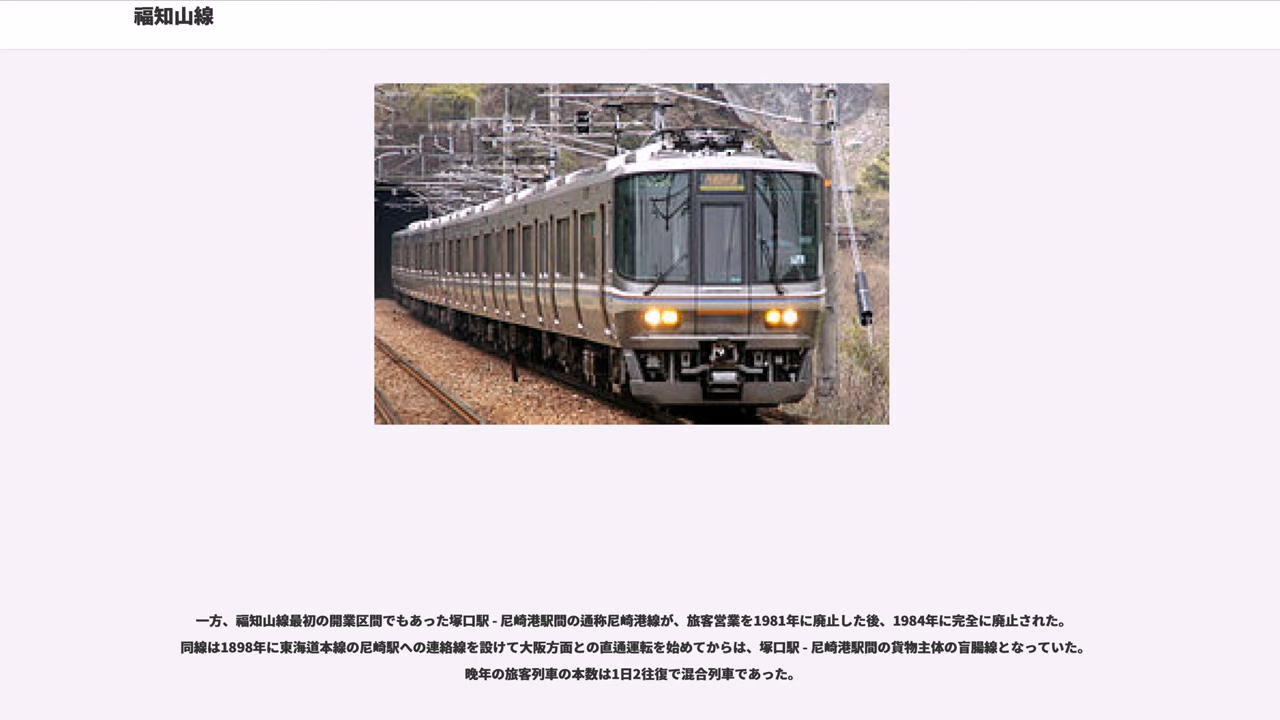 福知山線
一方、福知山線最初の開業区間でもあった塚口駅 - 尼崎港駅間の通称尼崎港線が、旅客営業を1981年に廃止した後、1984年に完全に廃止された。
同線は1898年に東海道本線の尼崎駅への連絡線を設けて大阪方面との直通運転を始めてからは、塚口駅 - 尼崎港駅間の貨物主体の盲腸線となっていた。
晩年の旅客列車の本数は1日2往復で混合列車であった。